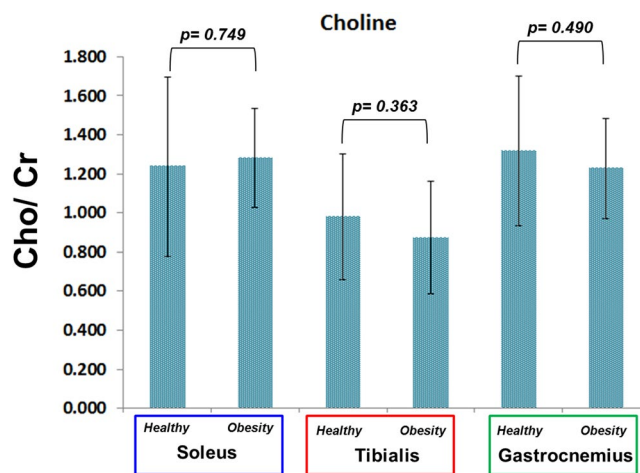 Choline
p= 0.749
p= 0.490
p= 0.363
Cho/ Cr
1.800
1.600
1.400
1.200
1.000
0.800
0.600
0.400
0.200
0.000
Healthy Obesity Healthy Obesity Healthy Obesity
Soleus Tibialis Gastrocnemius